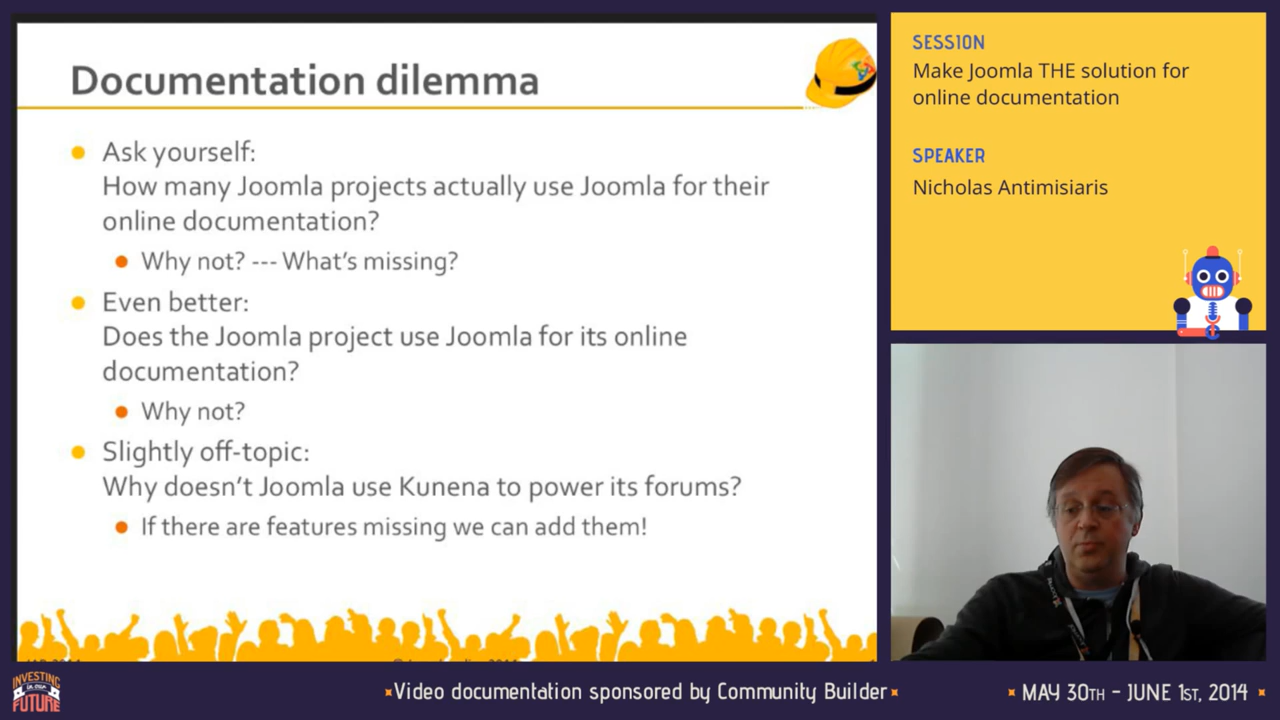 Documentation dilemma
Ask yourself:
How many Joomla projects actually use Joomla for their
online documentation?
Why not? --- What's missing?
Even better:
Does the Joomla project use Joomla for its online
documentation?
Why not?
Slightly off-topic:
Why doesn't Joomla use Kunena to power its forums?
If there are features missing we can add them!
SESSION
Make Joomla THE solution for
online documentation
SPEAKER
Nicholas Antimisiaris
INVESTING
IN OUR
FUTURE
Video documentation sponsored by Community Builder
MAY 30TH - JUNE 1ST, 2014